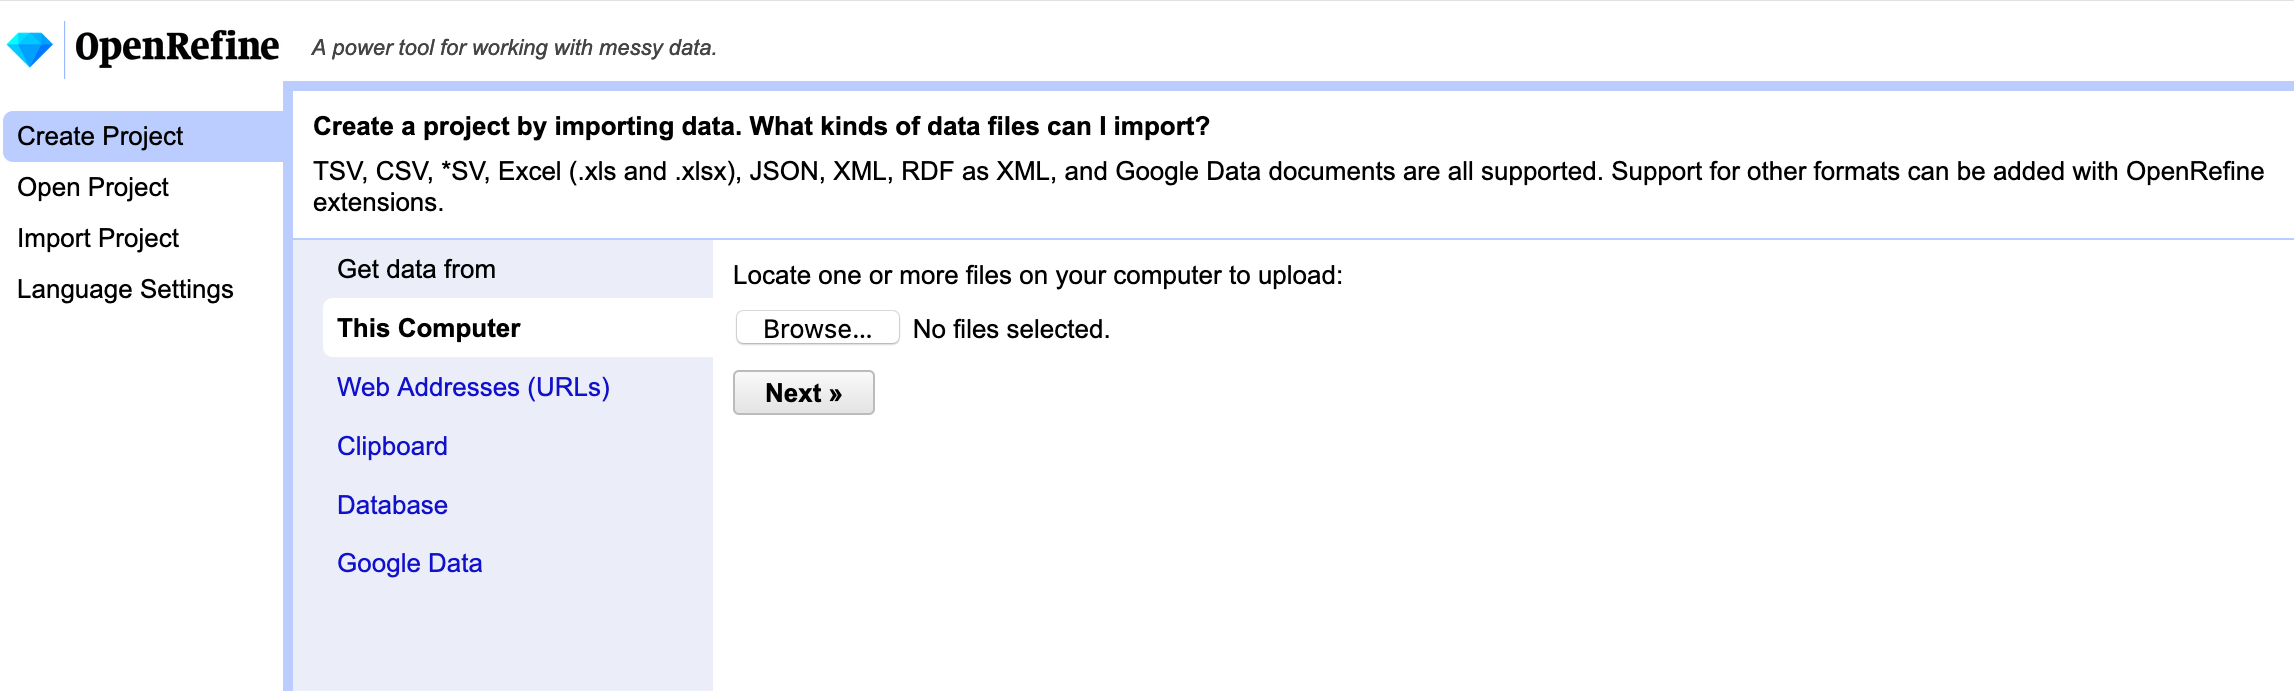 OpenRefine
A power tool for working with messy data.
Create Project
Open Project
Import Project
Language Settings
Create a project by importing data. What kinds of data files can I import?
TSV, CSV, *SV, Excel (.xls and .xlsx), JSON, XML, RDF as XML, and Google Data documents are all supported. Support for other formats can be added with OpenRefine
extensions.
Get data from
This Computer
Web Addresses (URLs)
Clipboard
Database
Google Data
Locate one or more files on your computer to upload:
Browse... No files selected.
Next »